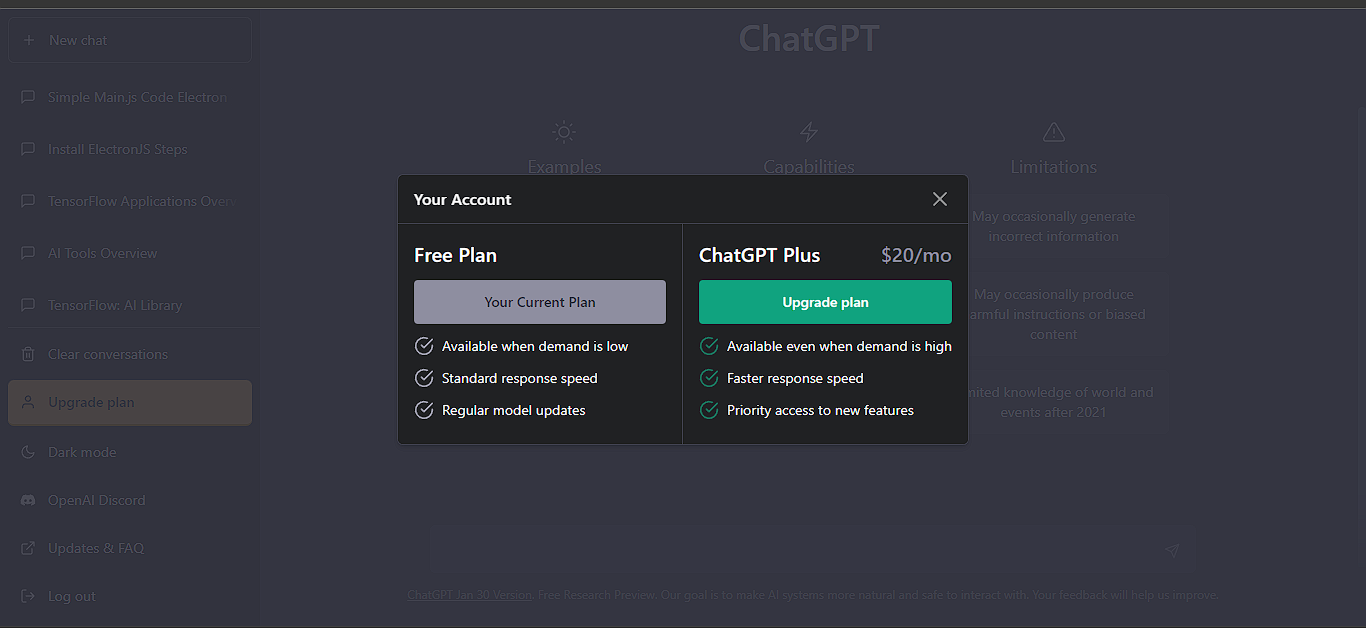 New chat
Simple Main.js Code Electron
Install ElectronJS Steps
TensorFlow Applications Over
AI Tools Overview
TensorFlow: AI Library
Clear conversations
Upgrade plan
Dark mode
OpenAI Discord
Updates & FAQ
Log out
ChatGPT
Examples
Capabilities
Limitations
May occasionally generate
incorrect information
May occasionally produce
armful instructions or biased
content
mited knowledge of world and
events after 2021
Your Account
Free Plan
Your Current Plan
Available when demand is low
Standard response speed
Regular model updates
ChatGPT Plus $20/mo
Upgrade plan
Available even when demand is high
Faster response speed
Priority access to new features
ChatGPT Jan 30 Version. Free Research Preview. Our goal is to make AI systems more natural and safe to interact with. Your feedback will help us improve.